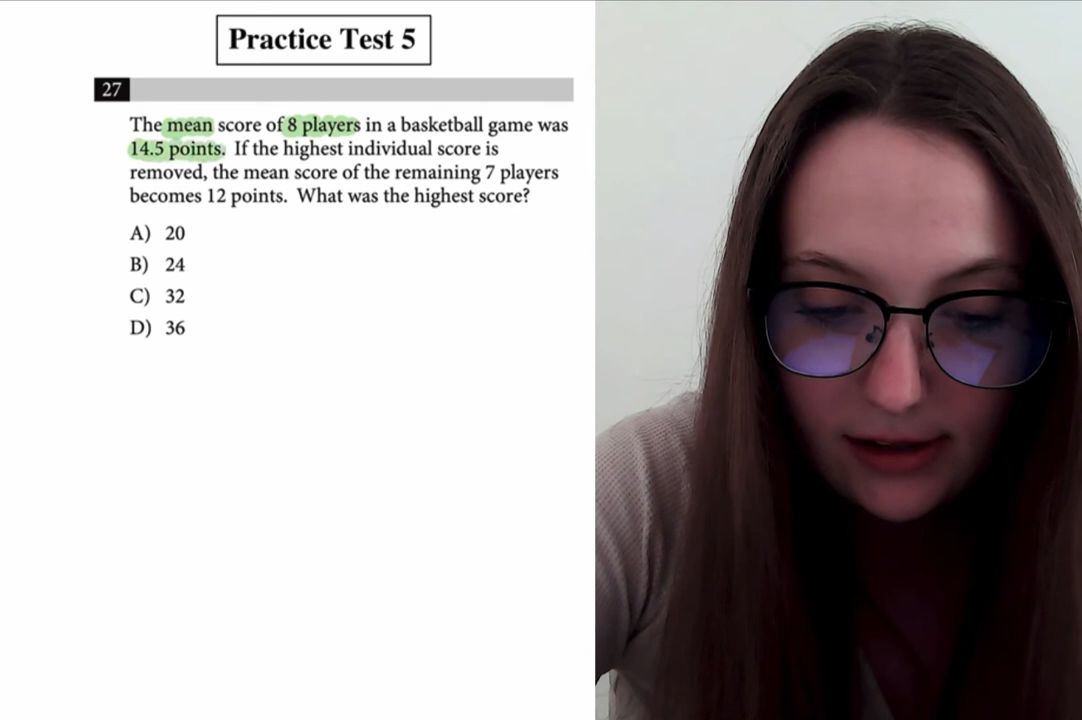 Practice Test 5
27
The mean score of 8 players in a basketball game was
14.5 points. If the highest individual score is
removed, the mean score of the remaining 7 players
becomes 12 points. What was the highest score?
A) 20
B) 24
C) 32
D) 36